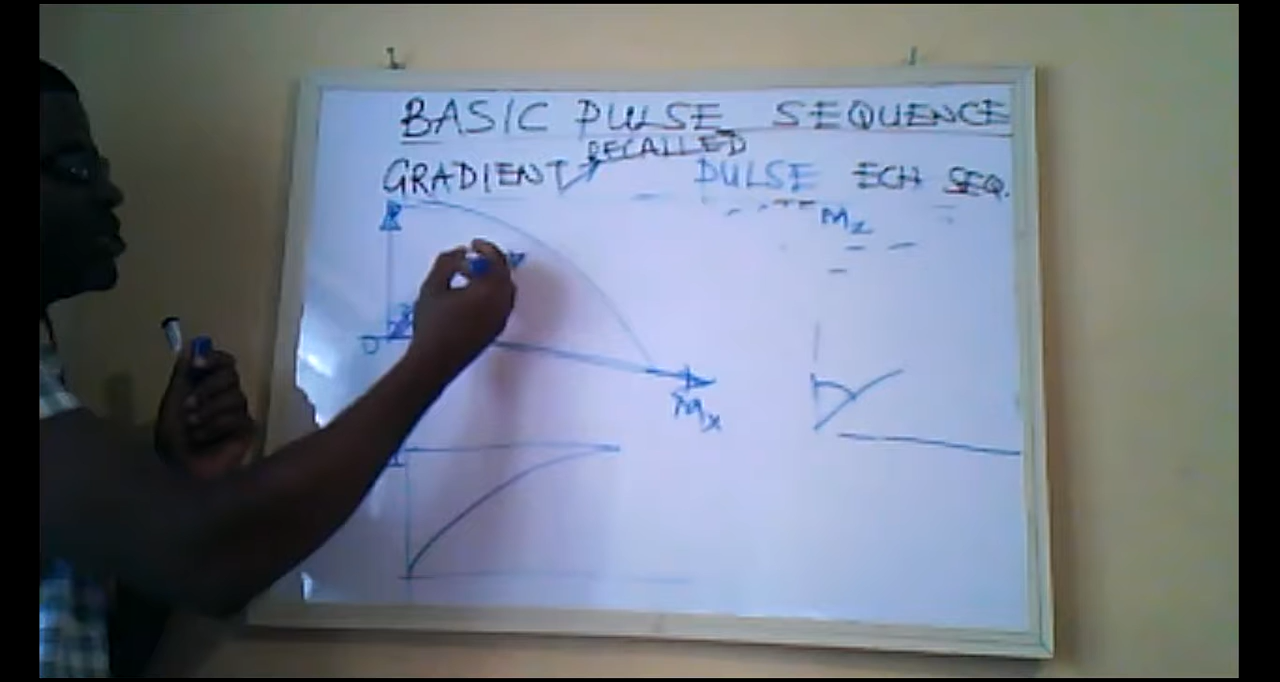 BASIC PULSE SEQUENCE
RECALLED
GRADIENT PULSE ECH SEQ.
Mz
O
Mx